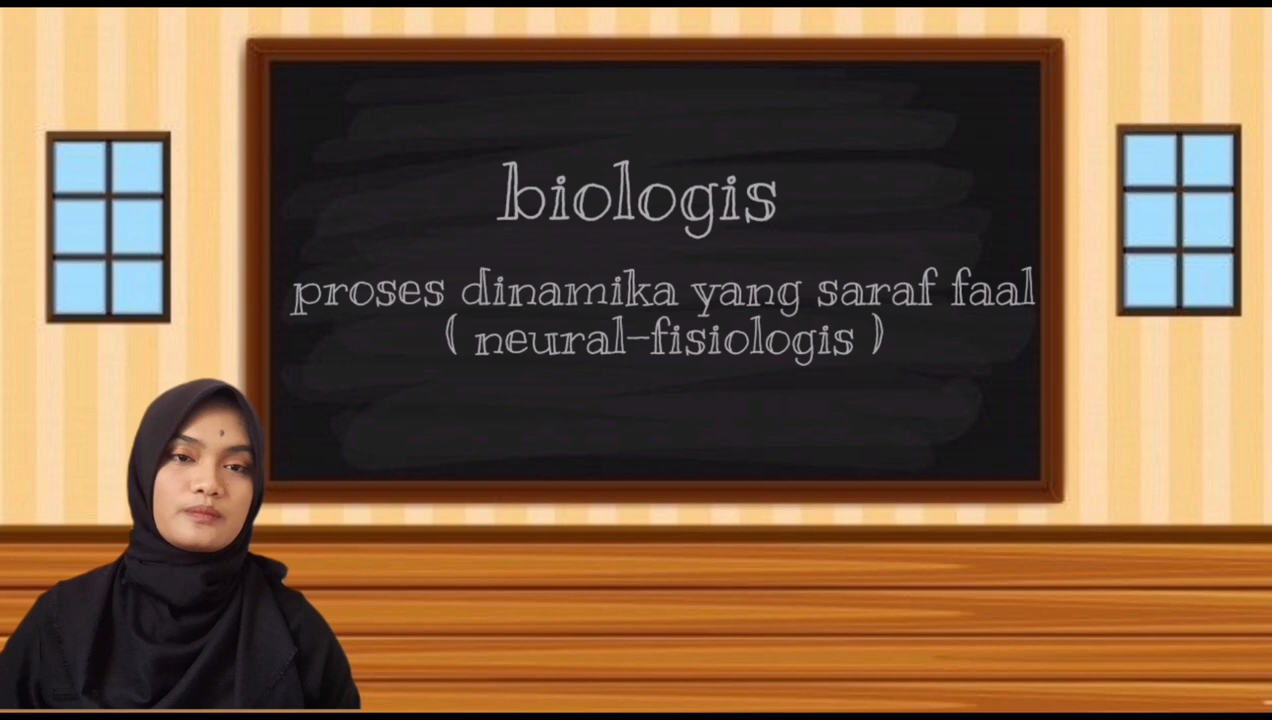 biologis
proses dinamika yang saraf faal
( neural-fisiologis )